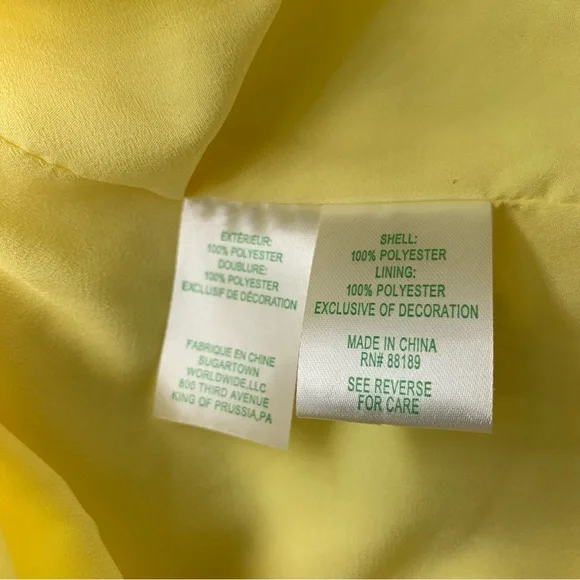 EXTÉRIEUR:
100% POLYESTER
DOUBLURE:
100% POLYESTER
EXCLUSIF DE DÉCORATION
FABRIQUE EN CHINE
SUGARTOWN
WORLDWIDE,LLC
800 THIRD AVENUE
KING OF PRUSSIA,PA
SHELL:
100% POLYESTER
LINING:
100% POLYESTER
EXCLUSIVE OF DECORATION
MADE IN CHINA
RN# 88189
SEE REVERSE
FOR CARE